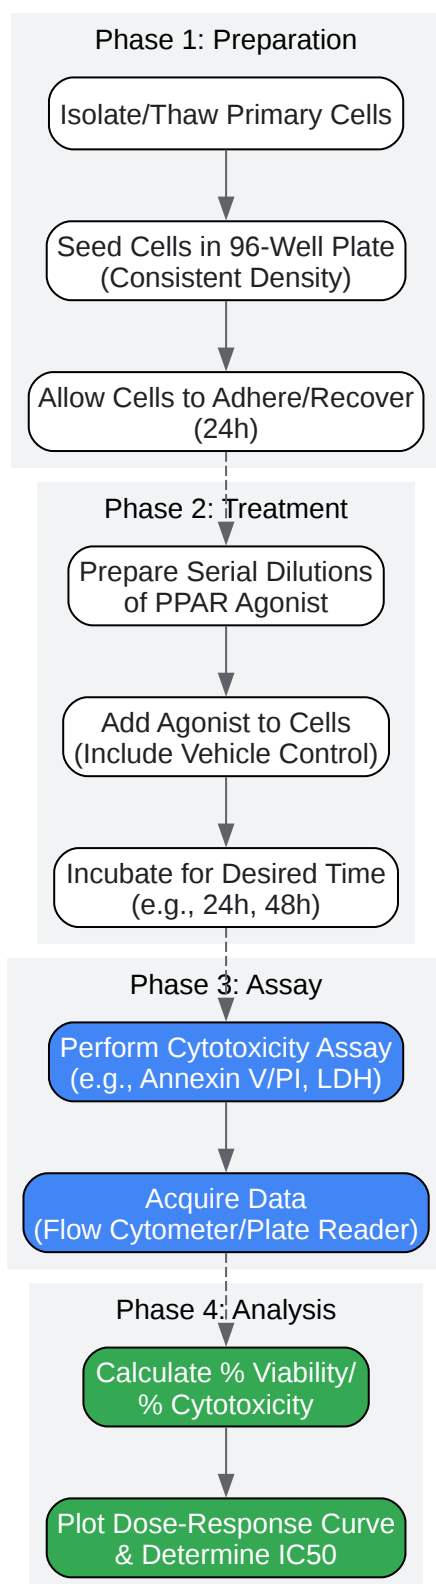 Phase 1: Preparation
Isolate/Thaw Primary Cells
Seed Cells in 96-Well Plate
(Consistent Density)
Allow Cells to Adhere/Recover
(24h)
Phase 2: Treatment
Prepare Serial Dilutions
of PPAR Agonist
Add Agonist to Cells
(Include Vehicle Control)
Incubate for Desired Time
(e.g., 24h, 48h)
Phase 3: Assay
Perform Cytotoxicity Assay
(e.g., Annexin V/PI, LDH)
Acquire Data
(Flow Cytometer/Plate Reader)
Phase 4: Analysis
Calculate % Viability/
% Cytotoxicity
Plot Dose-Response Curve
& Determine IC50